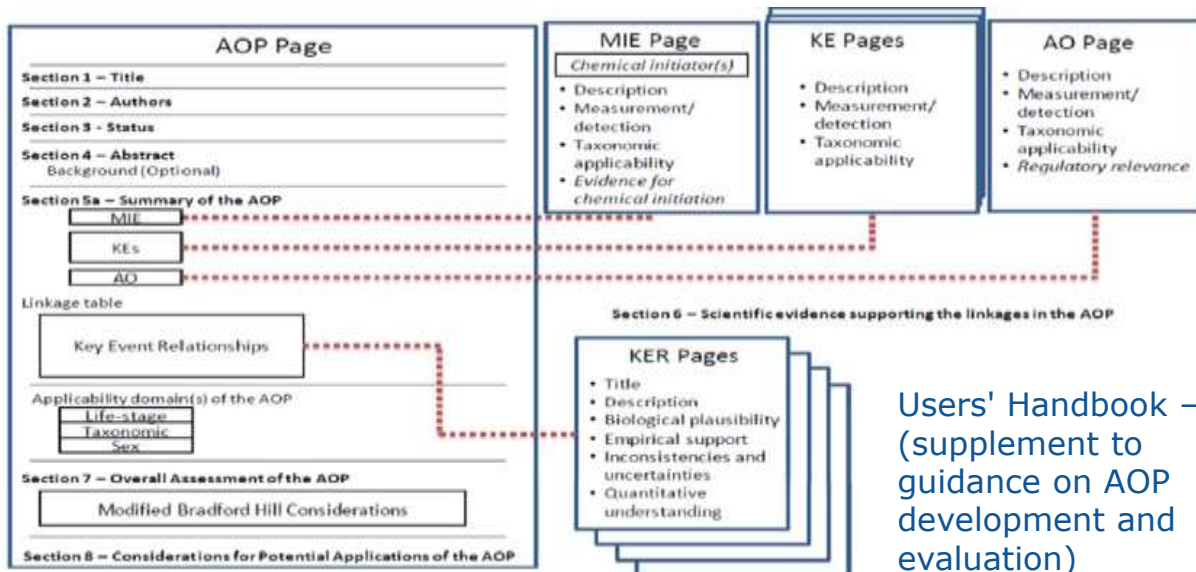 AOP Page
Section 1 – Title
Section 2 – Authors
Section 3 - Status
Section 4 – Abstract
Background (Optional)
Section 5a – Summary of the AOP
MIE
KEs
AO
Linkage table
Key Event Relationships
Applicability domain(s) of the AOP
Life-stage
Taxonomic
Sex
Section 7 – Overall Assessment of the AOP
Modified Bradford Hill Considerations
Section 8 – Considerations for Potential Applications of the AOP
MIE Page
Chemical initiator(s)
• Description
• Measurement/
detection
• Taxonomic
applicability
• Evidence for
chemical initiation
KE Pages
• Description
• Measurement/
detection
• Taxonomic
applicability
AO Page
• Description
• Measurement/
detection
• Taxonomic
applicability
• Regulatory relevance
Section 6 – Scientific evidence supporting the linkages in the AOP
KER Pages
• Title
• Description
• Biological plausibility
• Empirical support
• Inconsistencies and
uncertainties
• Quantitative
understanding
Users' Handbook –
(supplement to
guidance on AOP
development and
evaluation)